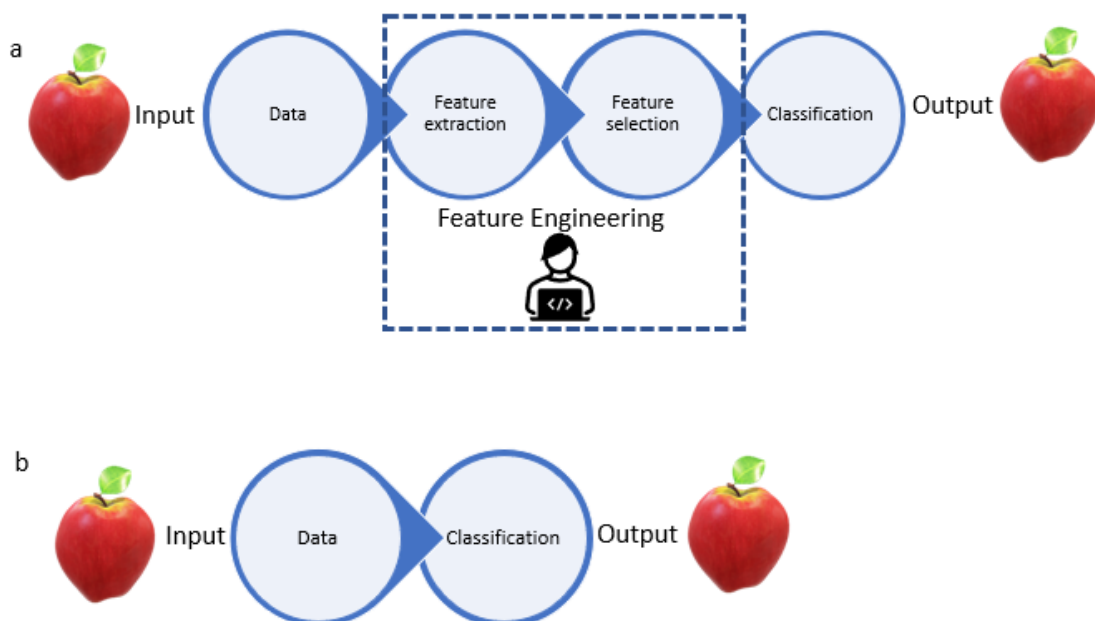 a
Input
Data
Feature
extraction
Feature
selection
Classification
Output
Feature Engineering
</>
b
Input
Data
Classification
Output